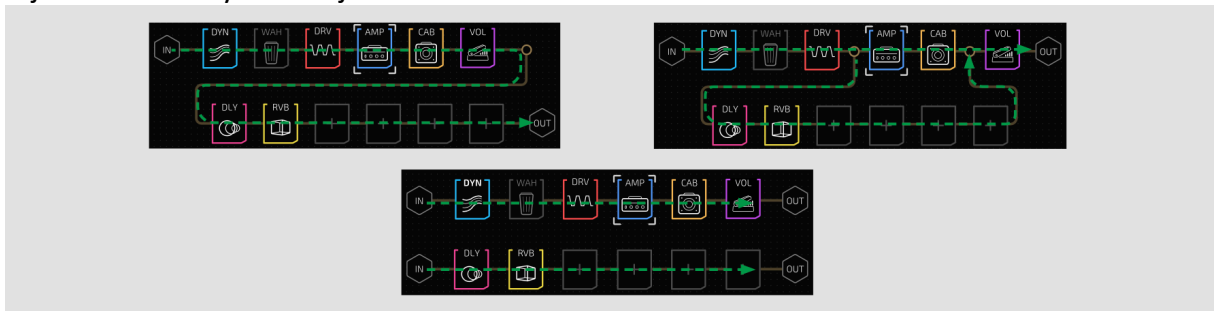 DYN WAH DRV AMP CAB VOL
IN
DLY RVB
OUT
DYN WAH DRV AMP CAB VOL
IN OUT
DLY RVB
DYN WAH DRV AMP CAB VOL
IN OUT
DLY RVB
IN OUT